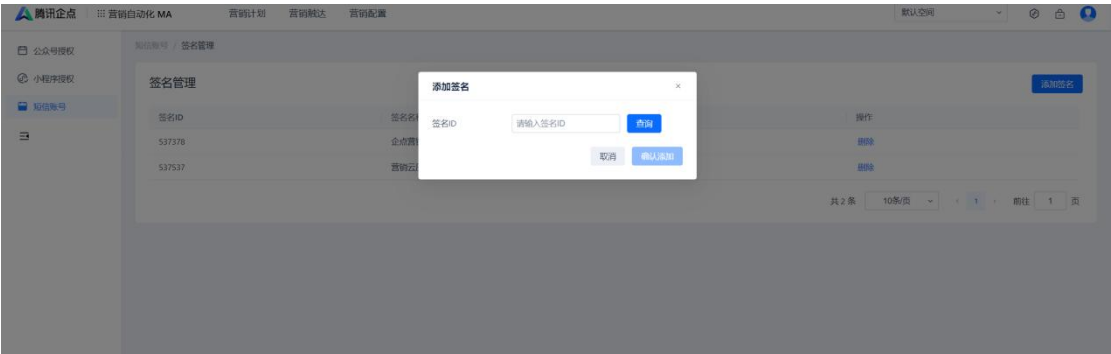 腾讯企点 营销自动化 MA 营销计划 营销触达 营销配置 默认空间
公众号授权
小程序授权
短信账号
短信账号 / 签名管理
签名管理
添加签名
签名ID 签名名 操作
537378 企点营销 删除
537537 营销云 删除
共 2 条 10条/页 1 前往 1 页
添加签名 ×
签名ID 请输入签名ID 查询
取消 确认添加